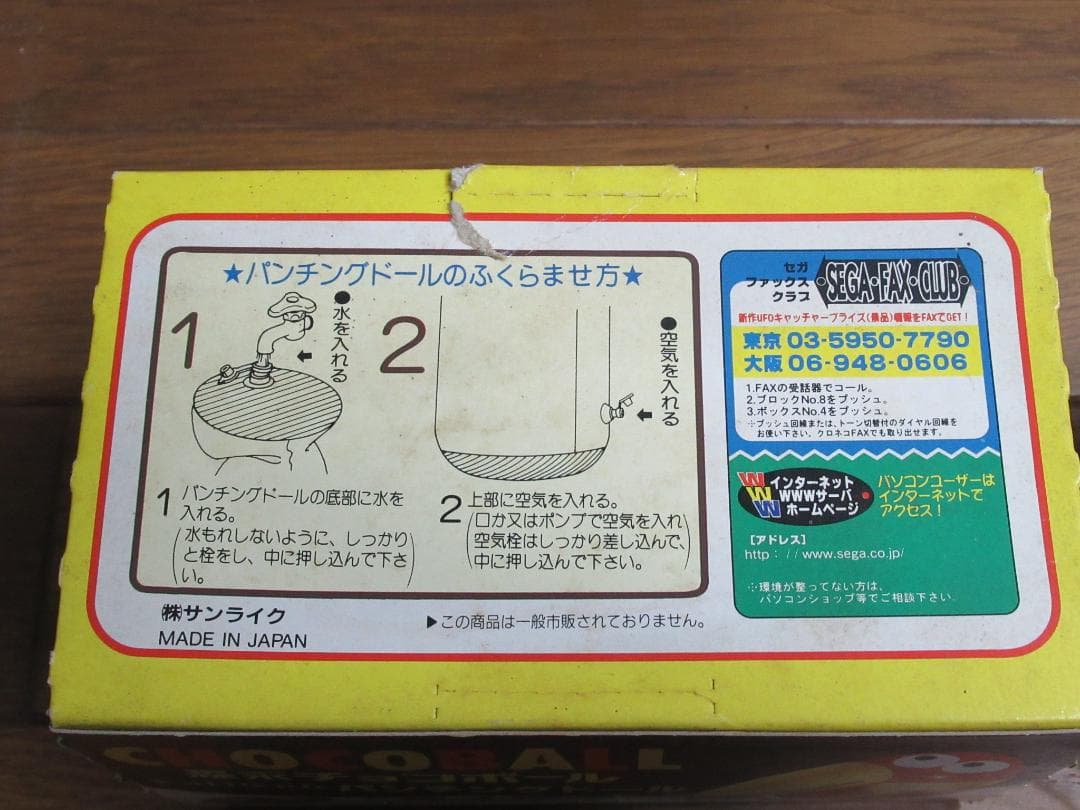 ★パンチングドールのふくらませ方★
1
●水を入れる
2
●空気を入れる
1 パンチングドールの底部に水を
入れる。
(水もれしないように、しっかり
と栓をし、中に押し込んで下さ
い。)
2 上部に空気を入れる。
(口か又はポンプで空気を入れ
空気栓はしっかり差し込んで、
中に押し込んで下さい。)
㈱サンライク
MADE IN JAPAN
▶この商品は一般市販されておりません。
セガ
ファックス
クラブ
SEGA・FAX・CLUB
新作UFOキャッチャープライズ(景品)情報をFAXでGET!
東京 03-5950-7790
大阪 06-948-0606
1.FAXの受話器でコール。
2.ブロックNo.8をプッシュ。
3.ボックスNo.4をプッシュ。
※プッシュ回線または、トーン切替付のダイヤル回線を
お使い下さい。クロネコFAXでも取り出せます。
WWW
インターネット
WWWサーバ
ホームページ
パソコンユーザーは
インターネットで
アクセス!
[アドレス]
http://www.sega.co.jp/
※環境が整ってない方は、
パソコンショップ等でご相談下さい。
CHOCOBALL